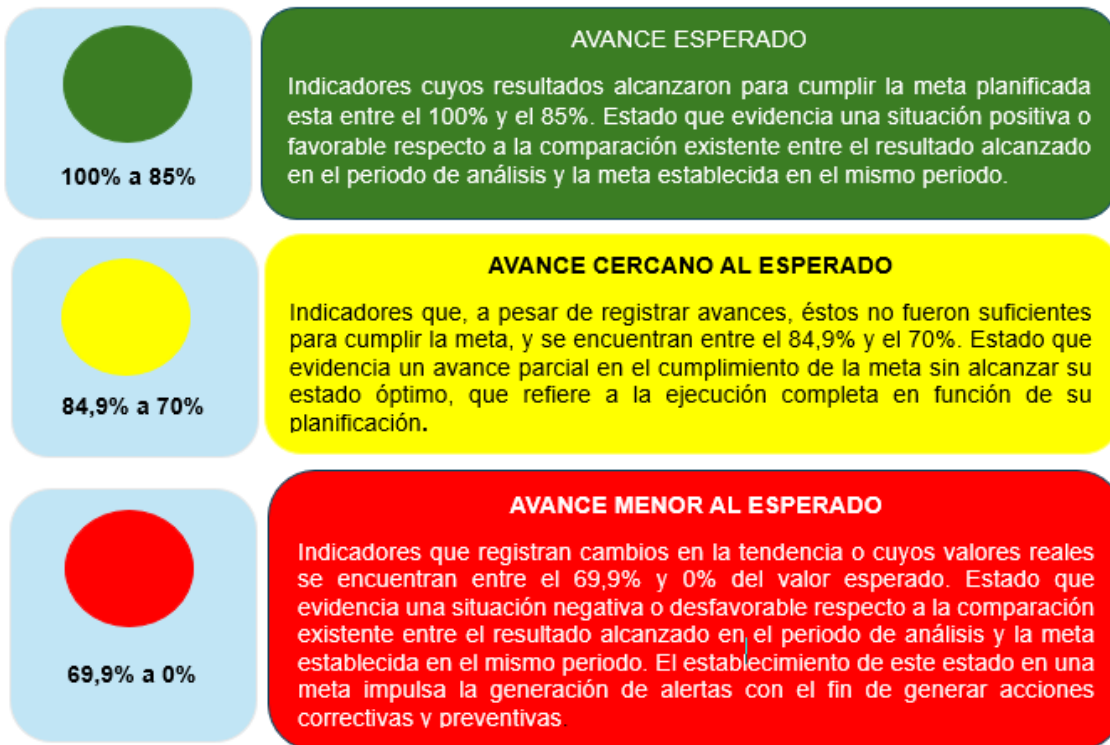 AVANCE ESPERADO
Indicadores cuyos resultados alcanzaron para cumplir la meta planificada
esta entre el 100% y el 85%. Estado que evidencia una situación positiva o
favorable respecto a la comparación existente entre el resultado alcanzado
en el periodo de análisis y la meta establecida en el mismo periodo.
100% a 85%
AVANCE CERCANO AL ESPERADO
Indicadores que, a pesar de registrar avances, éstos no fueron suficientes
para cumplir la meta, y se encuentran entre el 84,9% y el 70%. Estado que
evidencia un avance parcial en el cumplimiento de la meta sin alcanzar su
estado óptimo, que refiere a la ejecución completa en función de su
planificación.
84,9% a 70%
AVANCE MENOR AL ESPERADO
Indicadores que registran cambios en la tendencia o cuyos valores reales
se encuentran entre el 69,9% y 0% del valor esperado. Estado que
evidencia una situación negativa o desfavorable respecto a la comparación
existente entre el resultado alcanzado en el periodo de análisis y la meta
establecida en el mismo periodo. El establecimiento de este estado en una
meta impulsa la generación de alertas con el fin de generar acciones
correctivas y preventivas.
69,9% a 0%